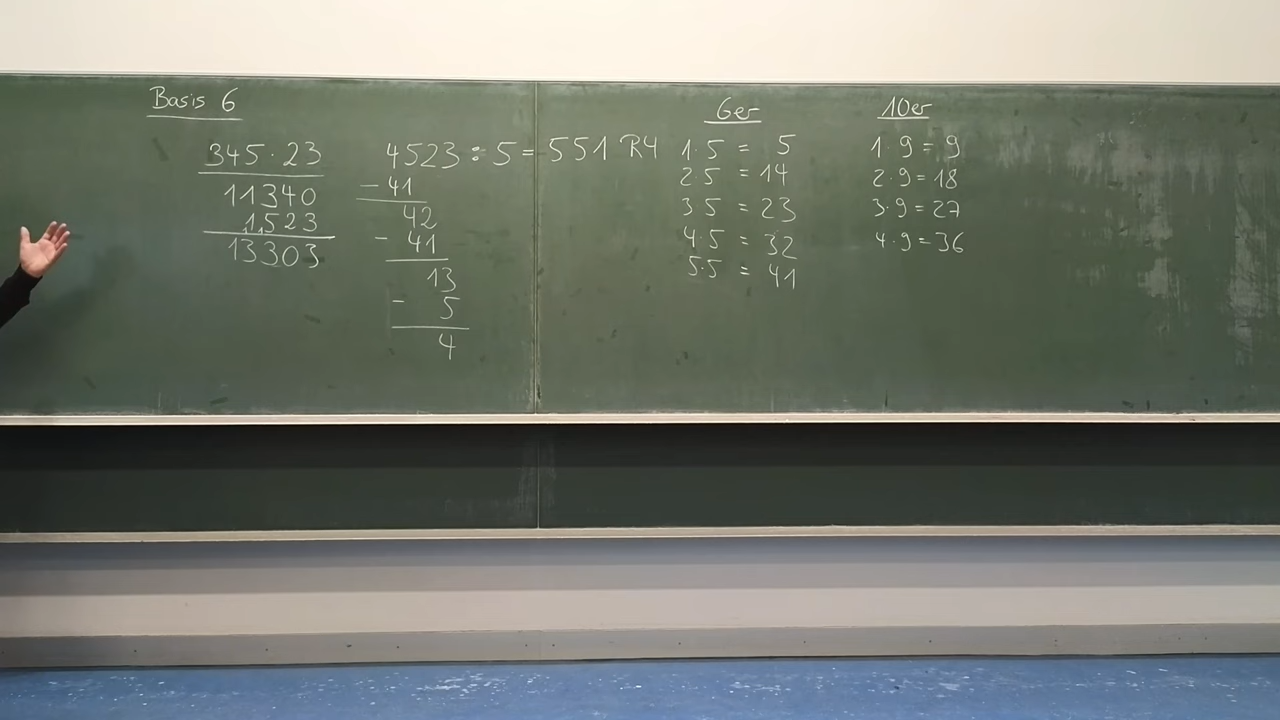 Basis 6
345·23
11340
1523
13303
4523:5=551 R4
-41
42
-41
13
- 5
4
6er
1·5 = 5
2 5 = 14
3 5 = 23
4·5 = 32
5·5 = 41
10er
1·9=9
2·9=18
3·9=27
4·9=36